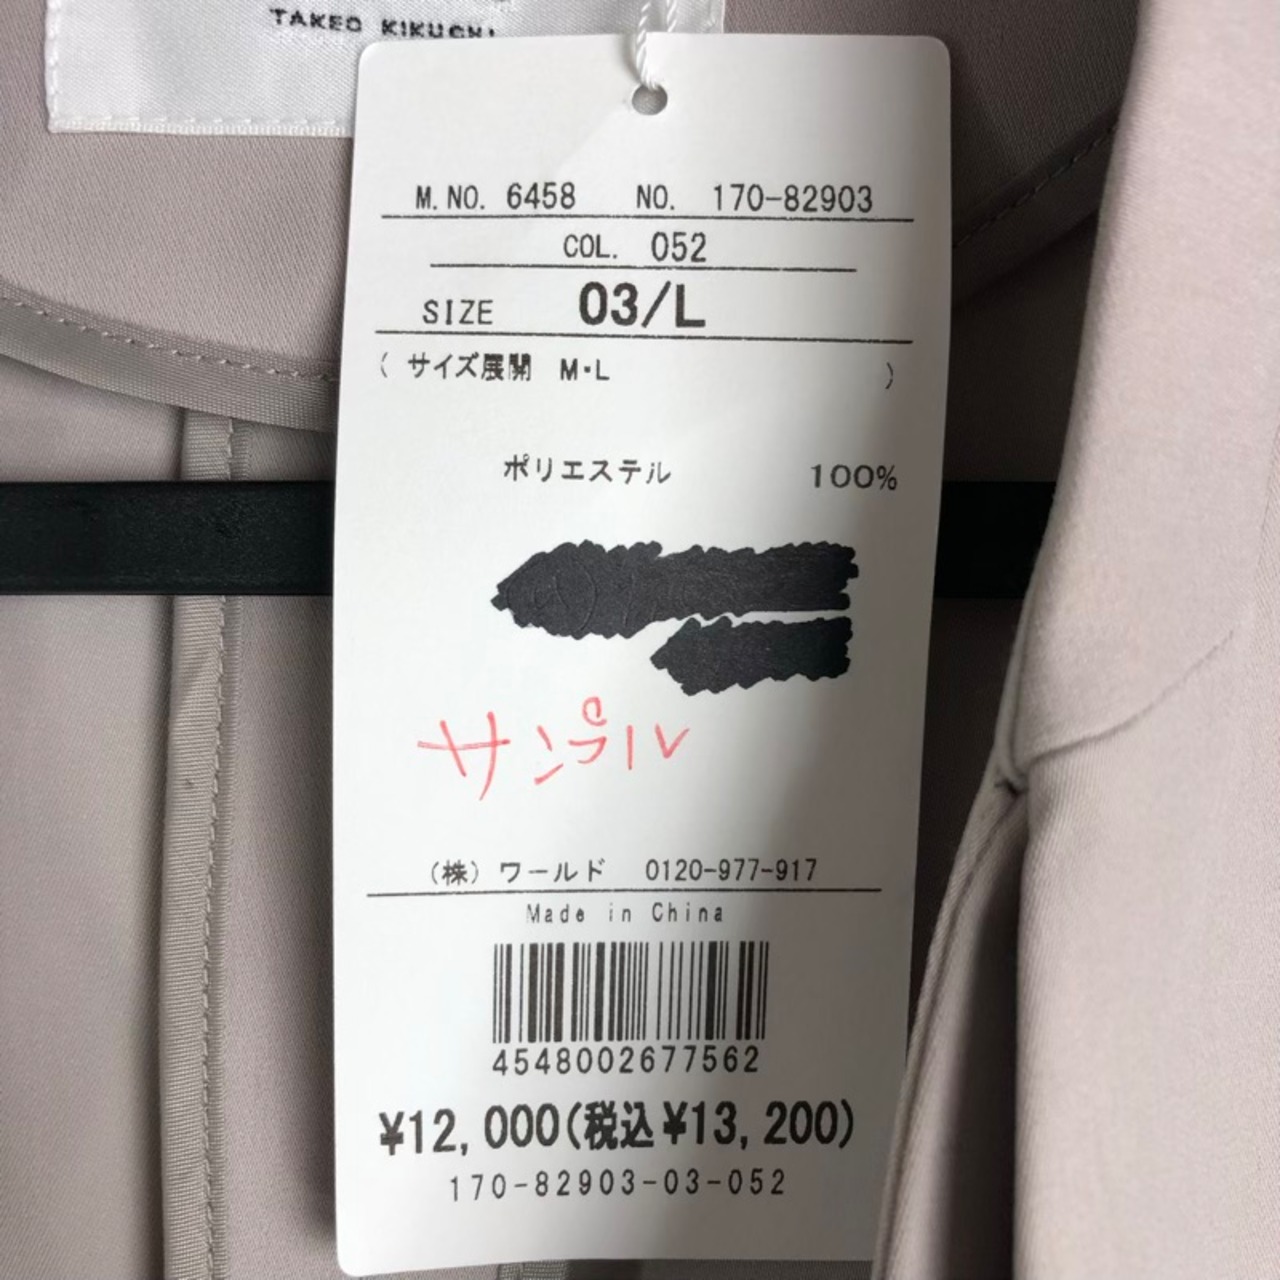 TAKEO KIKUCHI
M.NO. 6458 NO. 170-82903
COL. 052
SIZE 03/L
( サイズ展開 M・L )
ポリエステル 100%
サンプル
(株) ワールド 0120-977-917
Made in China
4548002677562
¥12,000(税込¥13,200)
170-82903-03-052